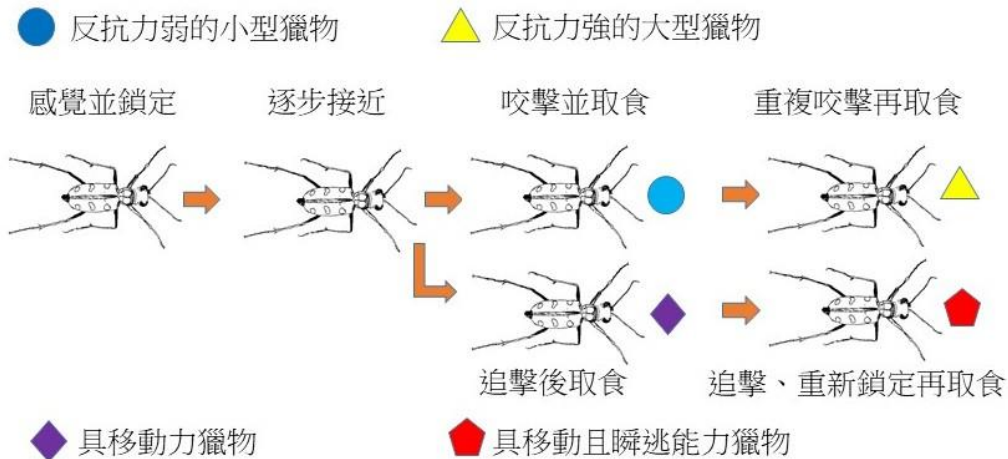 反抗力弱的小型獵物
反抗力強的大型獵物
感覺並鎖定
逐步接近
咬擊並取食
重複咬擊再取食
追擊後取食
追擊、重新鎖定再取食
具移動力獵物
具移動且瞬逃能力獵物